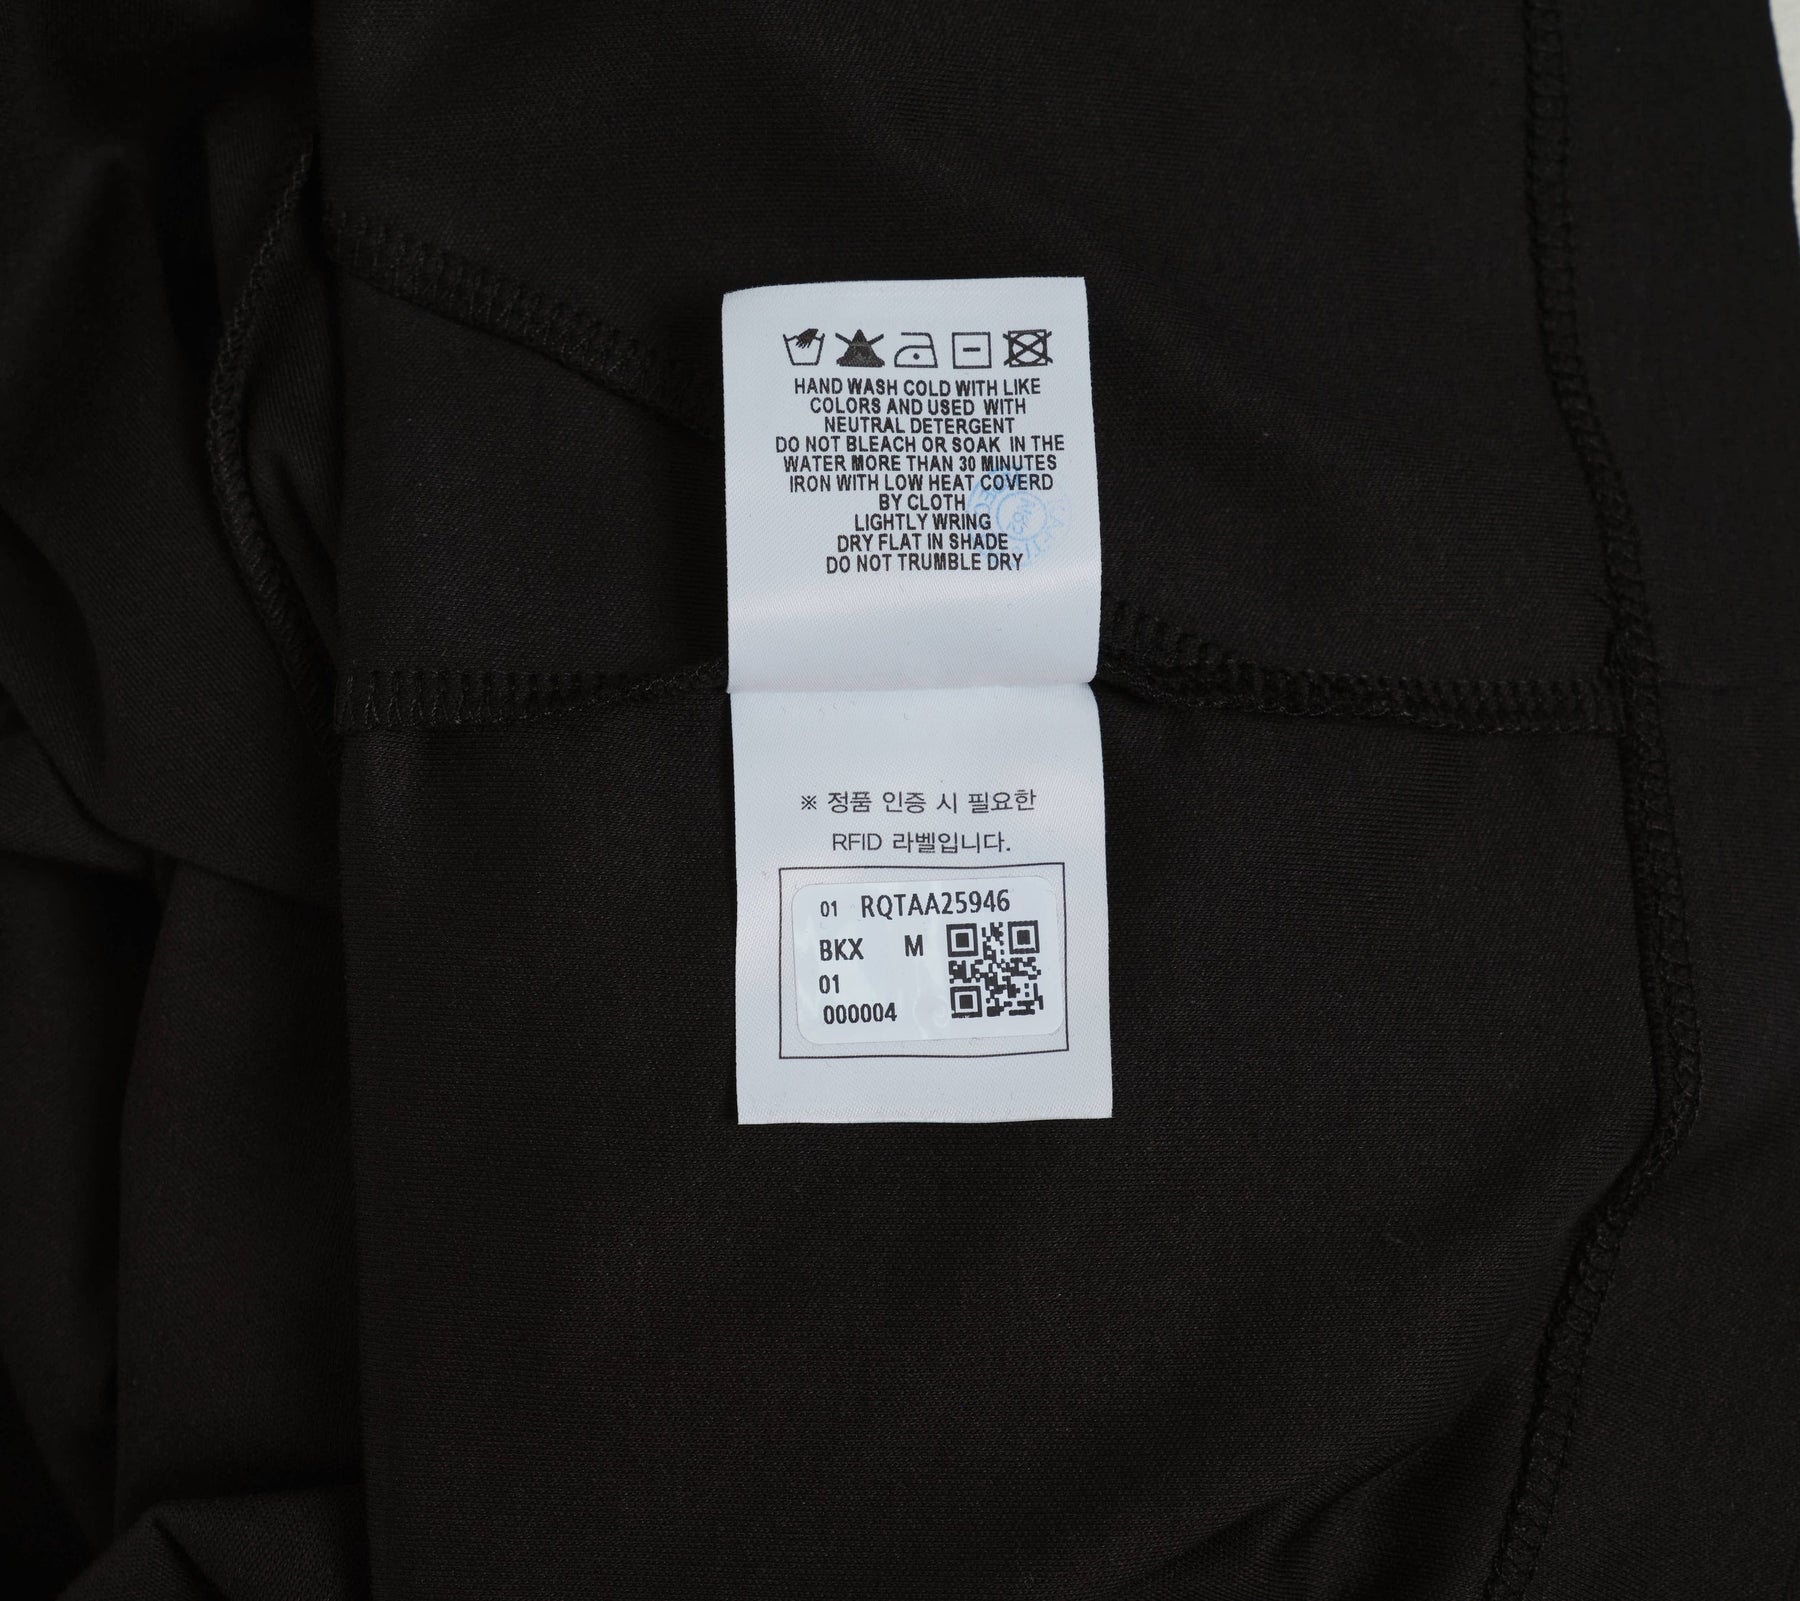 HAND WASH COLD WITH LIKE
COLORS AND USED WITH
NEUTRAL DETERGENT
DO NOT BLEACH OR SOAK IN THE
WATER MORE THAN 30 MINUTES
IRON WITH LOW HEAT COVERD
BY CLOTH
LIGHTLY WRING
DRY FLAT IN SHADE
DO NOT TRUMBLE DRY
※ 정품 인증 시 필요한
RFID 라벨입니다.
01 RQTAA25946
BKX M
01
000004